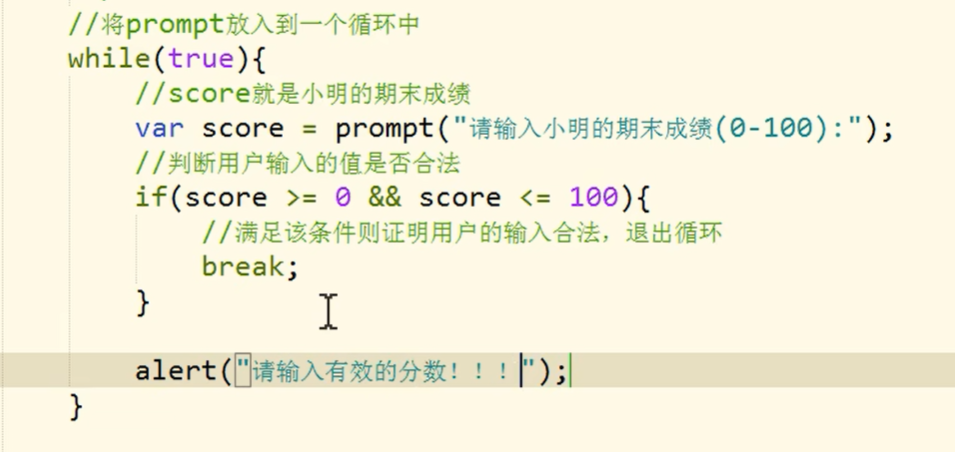 //将prompt放入到一个循环中
while(true){
//score就是小明的期末成绩
var score = prompt("请输入小明的期末成绩(0-100):");
//判断用户输入的值是否合法
if(score >= 0 && score <= 100){
//满足该条件则证明用户的输入合法，退出循环
break;
}
alert("请输入有效的分数！！！");
}